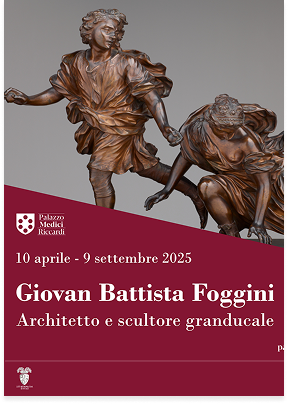 Palazzo
Medici
Riccardi
10 aprile - 9 settembre 2025
Giovan Battista Foggini
Architetto e scultore granducale